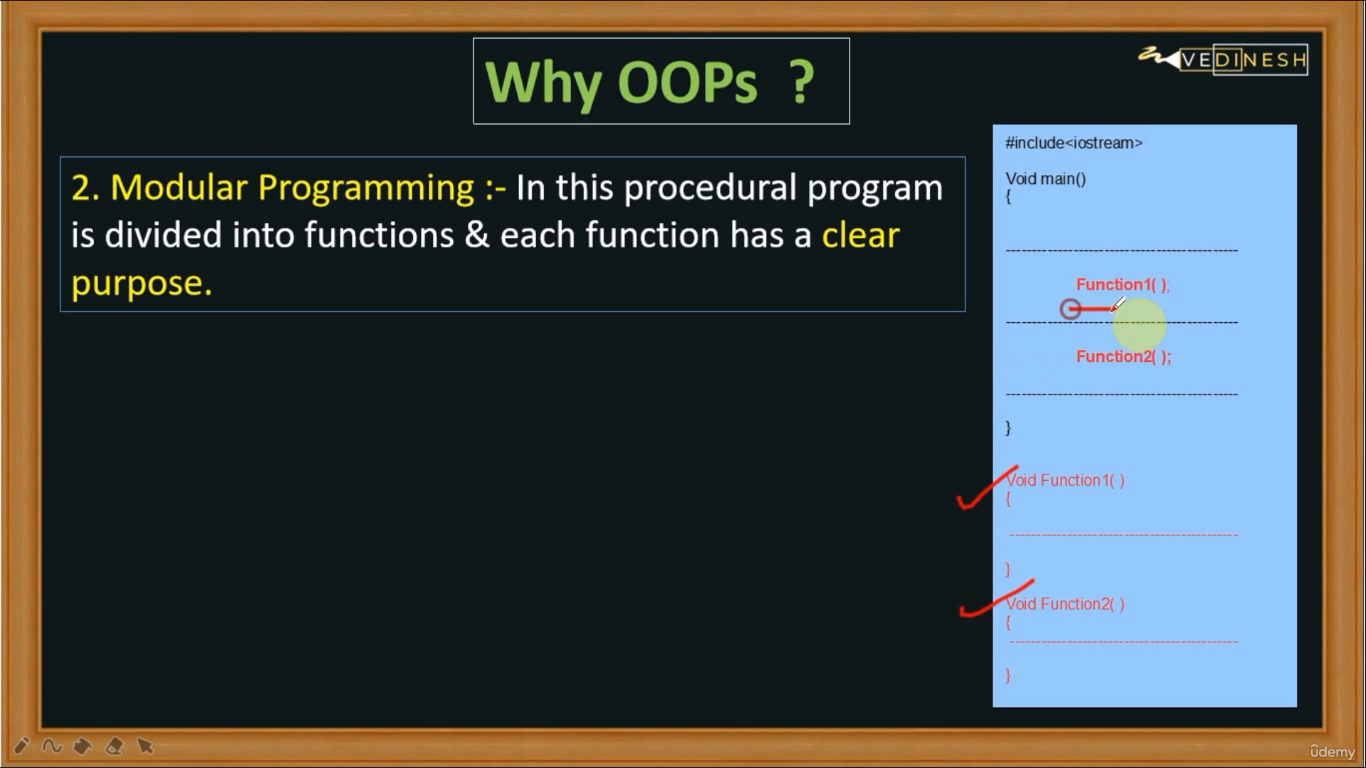 Why OOPs ?
VEDINESH
2. Modular Programming :- In this procedural program
is divided into functions & each function has a clear
purpose.
#include<iostream>
Void main()
{
---------------------------------------------
Function1( );
---------------------------------------------
Function2( );
---------------------------------------------
}
Void Function1( )
{
---------------------------------------------
}
Void Function2( )
{
---------------------------------------------
}
ûdemy